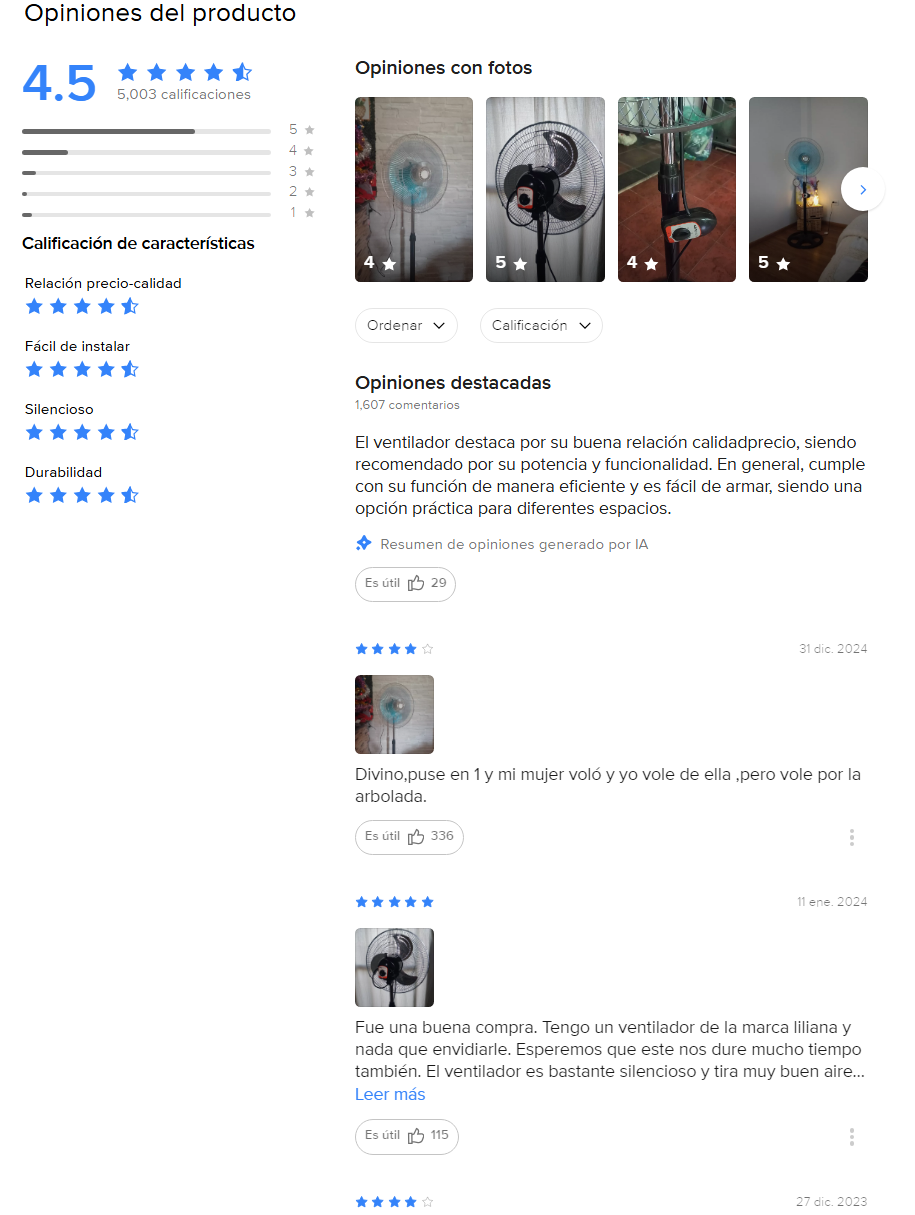 Opiniones del producto
4.5
5,003 calificaciones
5
4
3
2
1
Calificación de características
Relación precio-calidad
Fácil de instalar
Silencioso
Durabilidad
Opiniones con fotos
4
5
4
5
Ordenar
Calificación
Opiniones destacadas
1,607 comentarios
El ventilador destaca por su buena relación calidadprecio, siendo
recomendado por su potencia y funcionalidad. En general, cumple
con su función de manera eficiente y es fácil de armar, siendo una
opción práctica para diferentes espacios.
Resumen de opiniones generado por IA
Es útil 29
31 dic. 2024
Divino,puse en 1 y mi mujer voló y yo vole de ella ,pero vole por la
arbolada.
Es útil 336
11 ene. 2024
Fue una buena compra. Tengo un ventilador de la marca liliana y
nada que envidiarle. Esperemos que este nos dure mucho tiempo
también. El ventilador es bastante silencioso y tira muy buen aire...
Leer más
Es útil 115
27 dic. 2023